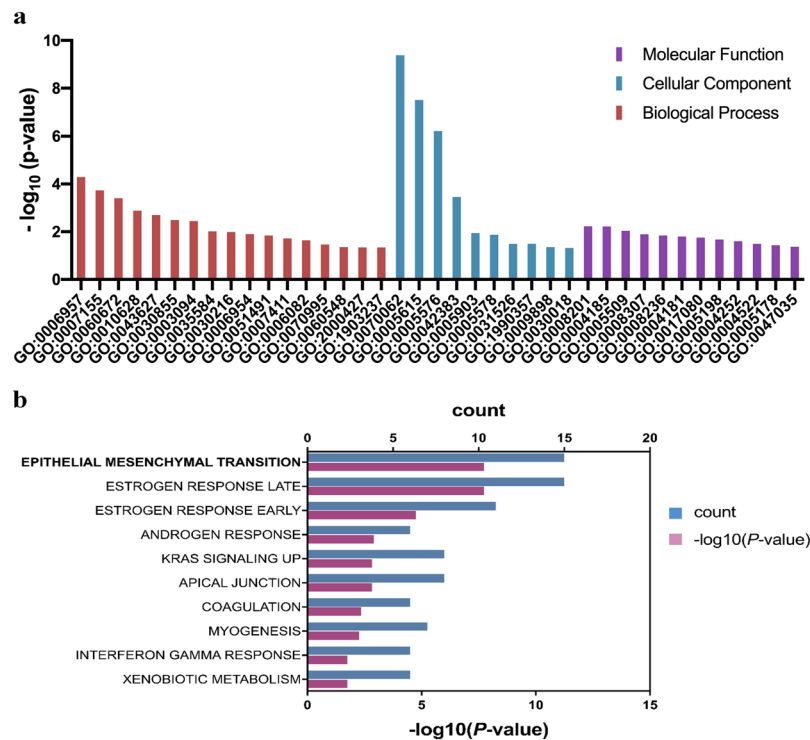 a
- log10 (p-value)
10
8
6
4
2
0
Molecular Function
Cellular Component
Biological Process
GO:0006957
GO:0007155
GO:0060672
GO:0010628
GO:0043627
GO:0030855
GO:0003094
GO:0035584
GO:0030216
GO:0006954
GO:0051491
GO:0007411
GO:0006082
GO:0070995
GO:0060548
GO:2000427
GO:1903237
GO:0070062
GO:0005615
GO:0005576
GO:0042383
GO:0005903
GO:0005578
GO:0031526
GO:1990357
GO:0009898
GO:0030018
GO:0008201
GO:0004185
GO:0005509
GO:0008307
GO:0008236
GO:0004181
GO:0017080
GO:0005198
GO:0004252
GO:0004522
GO:0005178
GO:0047035
b
count
0 5 10 15 20
EPITHELIAL MESENCHYMAL TRANSITION
ESTROGEN RESPONSE LATE
ESTROGEN RESPONSE EARLY
ANDROGEN RESPONSE
KRAS SIGNALING UP
APICAL JUNCTION
COAGULATION
MYOGENESIS
INTERFERON GAMMA RESPONSE
XENOBIOTIC METABOLISM
count
-log10(P-value)
0 5 10 15
-log10(P-value)